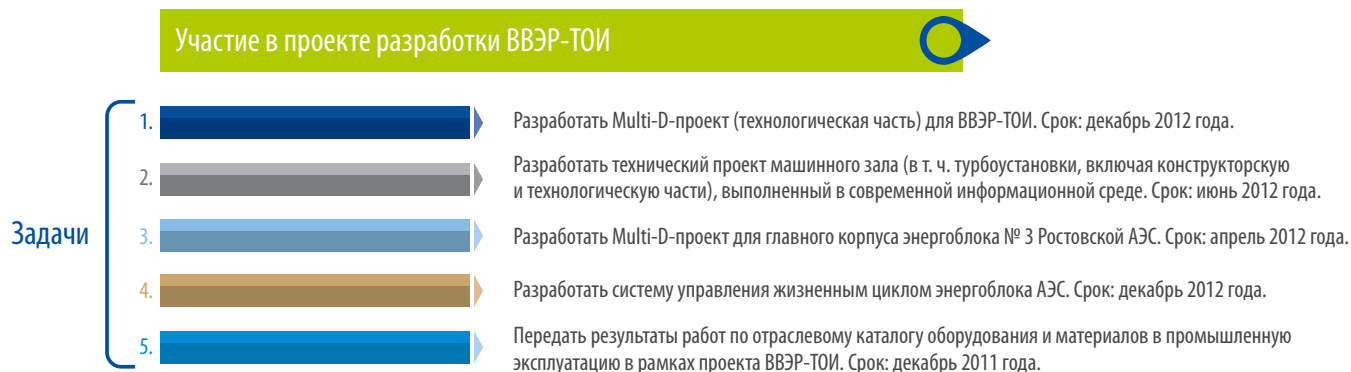 Участие в проекте разработки ВВЭР-ТОИ
Задачи
1.
Разработать Multi-D-проект (технологическая часть) для ВВЭР-ТОИ. Срок: декабрь 2012 года.
2.
Разработать технический проект машинного зала (в т. ч. турбоустановки, включая конструкторскую
и технологическую части), выполненный в современной информационной среде. Срок: июнь 2012 года.
3.
Разработать Multi-D-проект для главного корпуса энергоблока № 3 Ростовской АЭС. Срок: апрель 2012 года.
4.
Разработать систему управления жизненным циклом энергоблока АЭС. Срок: декабрь 2012 года.
5.
Передать результаты работ по отраслевому каталогу оборудования и материалов в промышленную
эксплуатацию в рамках проекта ВВЭР-ТОИ. Срок: декабрь 2011 года.